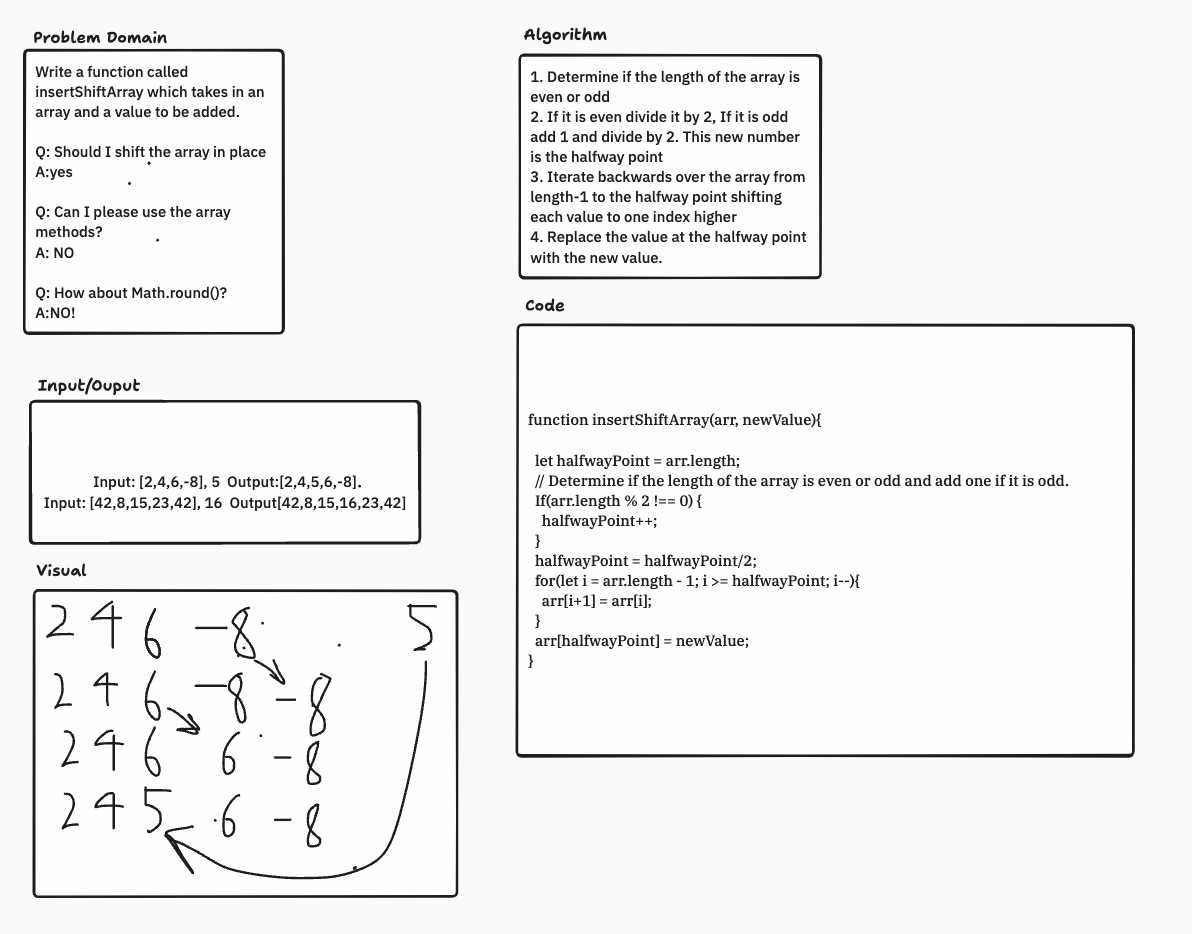 Problem Domain
Write a function called
insertShiftArray which takes in an
array and a value to be added.
Q: Should I shift the array in place
A:yes
Q: Can I please use the array
methods?
A: NO
Q: How about Math.round()?
A:NO!
Input/Ouput
Input: [2,4,6,-8], 5  Output:[2,4,5,6,-8].
Input: [42,8,15,23,42], 16  Output[42,8,15,16,23,42]
Visual
2 4 6 -8 5
2 4 6 -8 -8
2 4 6 6 -8
2 4 5 6 -8
Algorithm
1. Determine if the length of the array is
even or odd
2. If it is even divide it by 2, If it is odd
add 1 and divide by 2. This new number
is the halfway point
3. Iterate backwards over the array from
length-1 to the halfway point shifting
each value to one index higher
4. Replace the value at the halfway point
with the new value.
Code
function insertShiftArray(arr, newValue){
let halfwayPoint = arr.length;
// Determine if the length of the array is even or odd and add one if it is odd.
If(arr.length % 2 !== 0) {
halfwayPoint++;
}
halfwayPoint = halfwayPoint/2;
for(let i = arr.length - 1; i >= halfwayPoint; i--){
arr[i+1] = arr[i];
}
arr[halfwayPoint] = newValue;
}